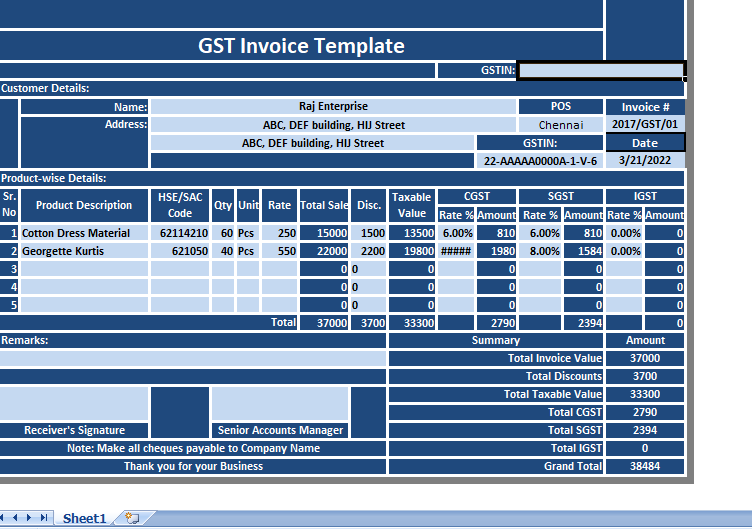 GST Invoice Template
GSTIN:
Customer Details:
Name: Raj Enterprise POS Invoice #
Address: ABC, DEF building, HIJ Street Chennai 2017/GST/01
ABC, DEF building, HIJ Street GSTIN: Date
22-AAAAA0000A-1-V-6 3/21/2022
Product-wise Details:
Sr. No Product Description HSE/SAC Code Qty Unit Rate Total Sale Disc. Taxable Value CGST SGST IGST
Rate % Amount Rate % Amount Rate % Amount
1 Cotton Dress Material 62114210 60 Pcs 250 15000 1500 13500 6.00% 810 6.00% 810 0.00% 0
2 Georgette Kurtis 621050 40 Pcs 550 22000 2200 19800 ##### 1980 8.00% 1584 0.00% 0
3 0 0 0 0 0 0
4 0 0 0 0 0 0
5 0 0 0 0 0 0
Total 37000 3700 33300 2790 2394 0
Remarks: Summary Amount
Total Invoice Value 37000
Total Discounts 3700
Total Taxable Value 33300
Total CGST 2790
Receiver's Signature Senior Accounts Manager Total SGST 2394
Note: Make all cheques payable to Company Name Total IGST 0
Thank you for your Business Grand Total 38484
Sheet1